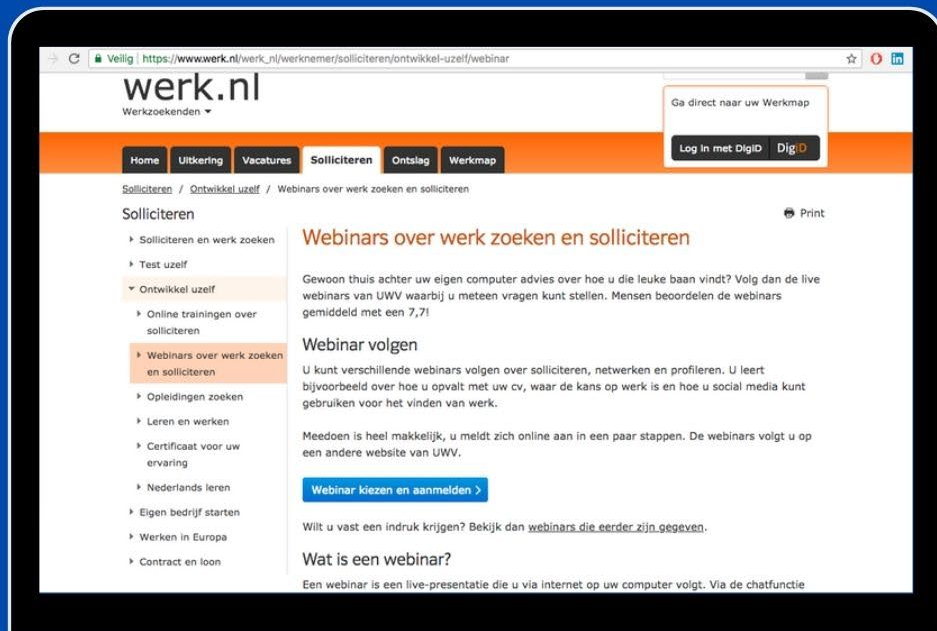 Veilig | https://www.werk.nl/werk_nl/werknemer/solliciteren/ontwikkel-uzelf/webinar
werk.nl
Werkzoekenden
Ga direct naar uw Werkmap
Log in met DigiD DigiD
Home Uitkering Vacatures Solliciteren Ontslag Werkmap
Solliciteren / Ontwikkel uzelf / Webinars over werk zoeken en solliciteren
Solliciteren
Print
Solliciteren en werk zoeken
Test uzelf
Ontwikkel uzelf
Online trainingen over
solliciteren
Webinars over werk zoeken
en solliciteren
Opleidingen zoeken
Leren en werken
Certificaat voor uw
ervaring
Nederlands leren
Eigen bedrijf starten
Werken in Europa
Contract en loon
Webinars over werk zoeken en solliciteren
Gewoon thuis achter uw eigen computer advies over hoe u die leuke baan vindt? Volg dan de live
webinars van UWV waarbij u meteen vragen kunt stellen. Mensen beoordelen de webinars
gemiddeld met een 7,7!
Webinar volgen
U kunt verschillende webinars volgen over solliciteren, netwerken en profileren. U leert
bijvoorbeeld over hoe u opvalt met uw cv, waar de kans op werk is en hoe u social media kunt
gebruiken voor het vinden van werk.
Meedoen is heel makkelijk, u meldt zich online aan in een paar stappen. De webinars volgt u op
een andere website van UWV.
Webinar kiezen en aanmelden >
Wilt u vast een indruk krijgen? Bekijk dan webinars die eerder zijn gegeven.
Wat is een webinar?
Een webinar is een live-presentatie die u via internet op uw computer volgt. Via de chatfunctie